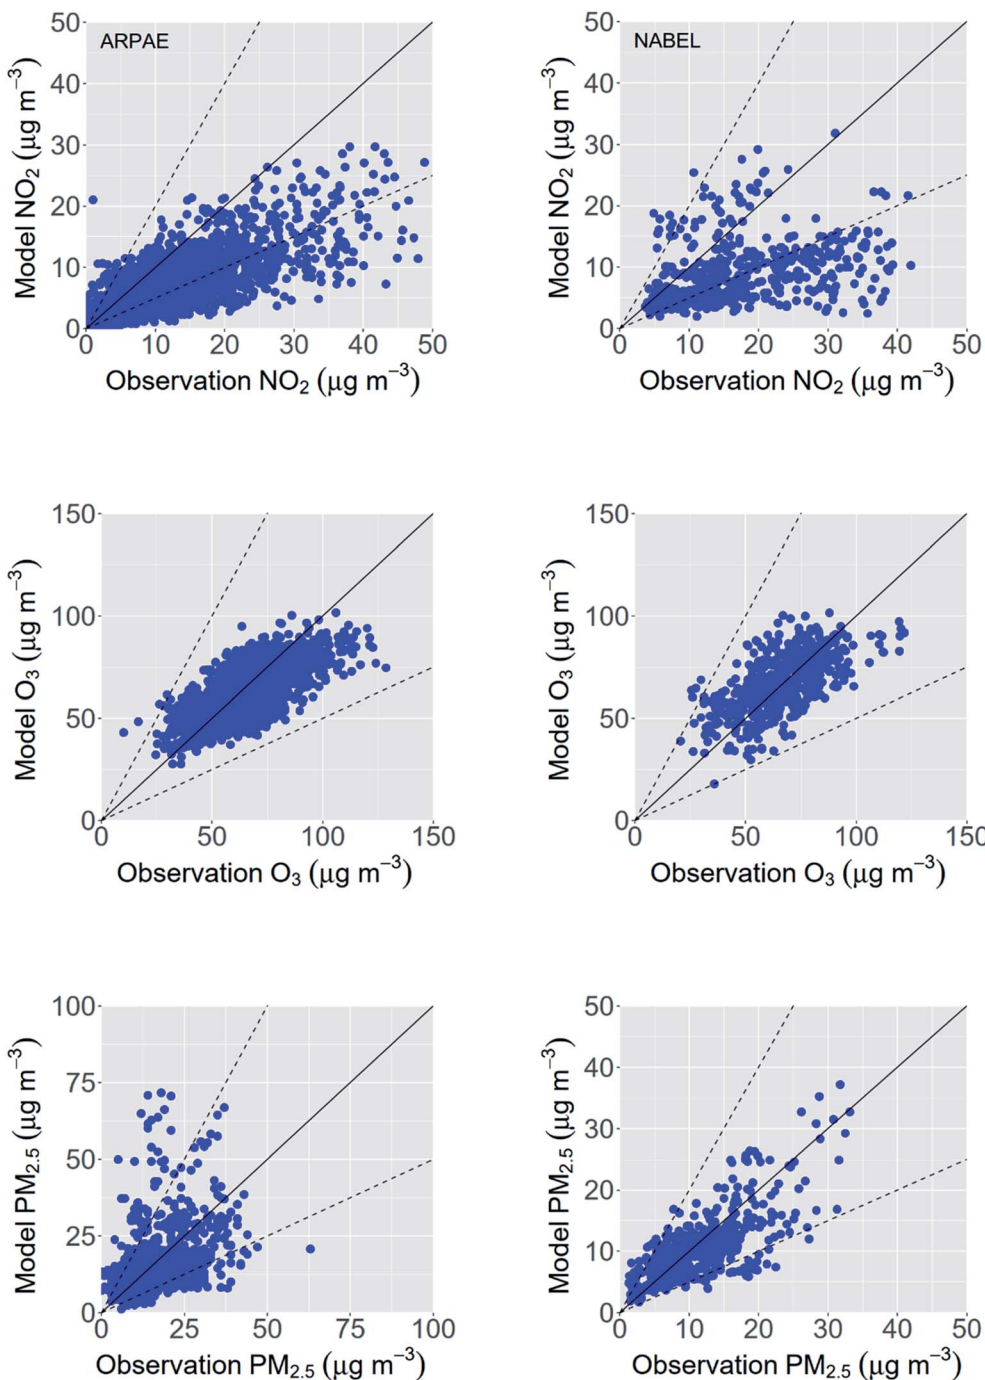 ARPAE
Model NO₂ (µg m⁻³)
50
40
30
20
10
0
0 10 20 30 40 50
Observation NO₂ (µg m⁻³)
NABEL
Model NO₂ (µg m⁻³)
50
40
30
20
10
0
0 10 20 30 40 50
Observation NO₂ (µg m⁻³)
Model O₃ (µg m⁻³)
150
100
50
0
0 50 100 150
Observation O₃ (µg m⁻³)
Model O₃ (µg m⁻³)
150
100
50
0
0 50 100 150
Observation O₃ (µg m⁻³)
Model PM₂.₅ (µg m⁻³)
100
75
50
25
0
0 25 50 75 100
Observation PM₂.₅ (µg m⁻³)
Model PM₂.₅ (µg m⁻³)
50
40
30
20
10
0
0 10 20 30 40 50
Observation PM₂.₅ (µg m⁻³)